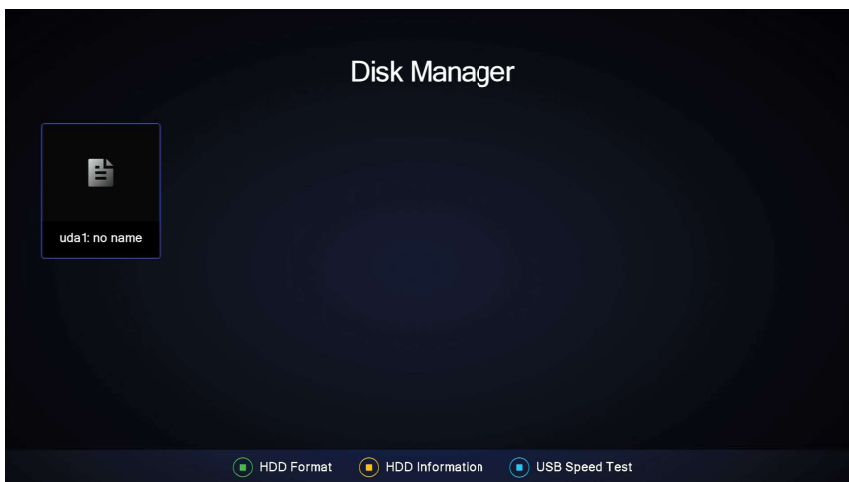 Disk Manager
uda1: no name
HDD Format
HDD Information
USB Speed Test